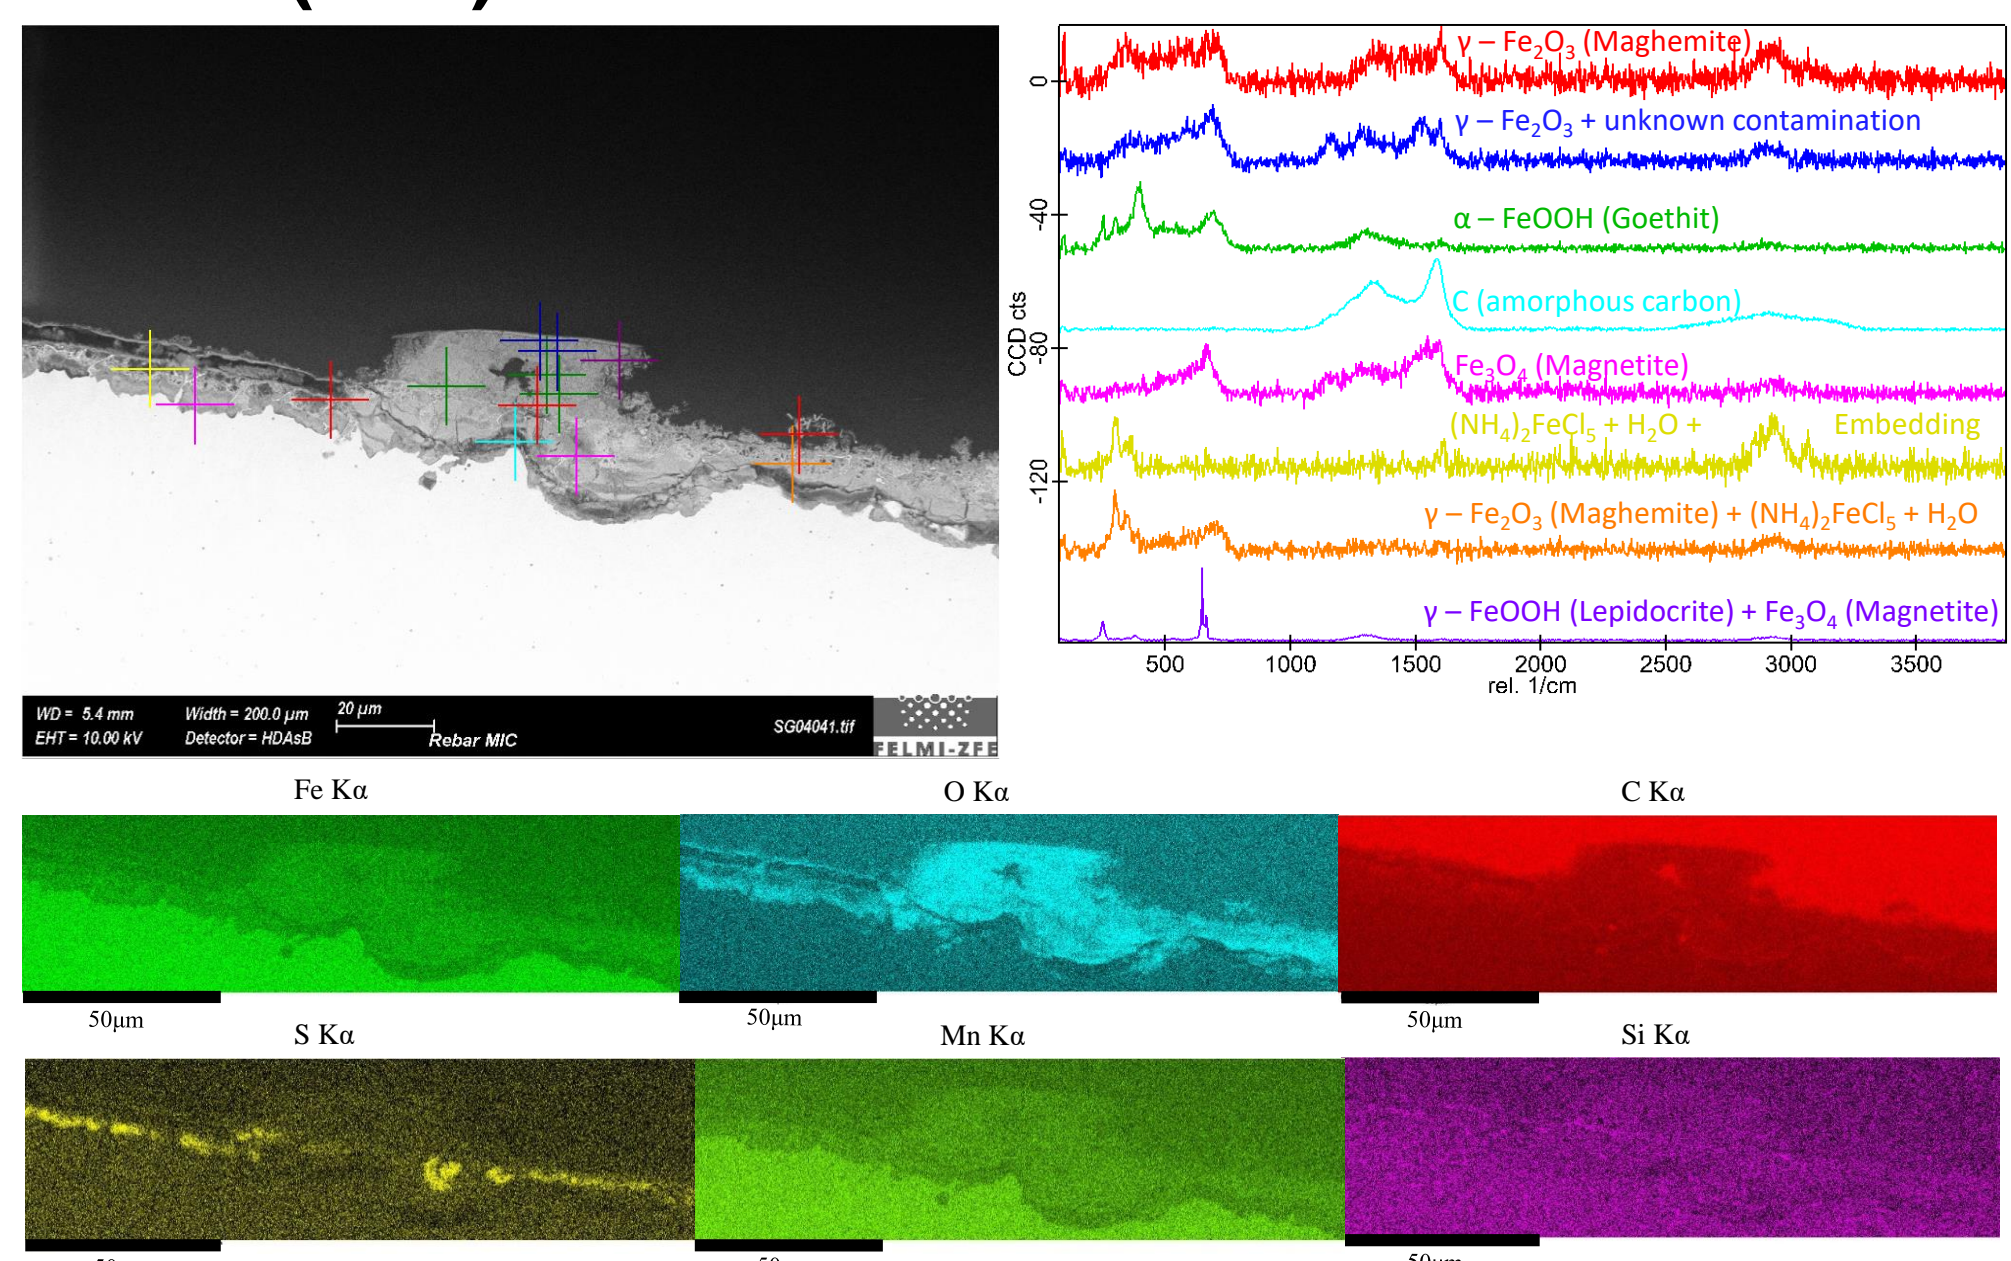 γ – Fe₂O₃ (Maghemite)
γ – Fe₂O₃ + unknown contamination
α – FeOOH (Goethit)
C (amorphous carbon)
Fe₃O₄ (Magnetite)
(NH₄)₂FeCl₅ + H₂O + Embedding
γ – Fe₂O₃ (Maghemite) + (NH₄)₂FeCl₅ + H₂O
γ – FeOOH (Lepidocrite) + Fe₃O₄ (Magnetite)
0
-40
-80
-120
CCD cts
500 1000 1500 2000 2500 3000 3500
rel. 1/cm
WD = 5.4 mm Width = 200.0 µm 20 µm
EHT = 10.00 kV Detector = HDAsB Rebar MIC
SG04041.tif
FELMI-ZFE
Fe Kα O Kα C Kα
50µm 50µm 50µm
S Kα Mn Kα Si Kα